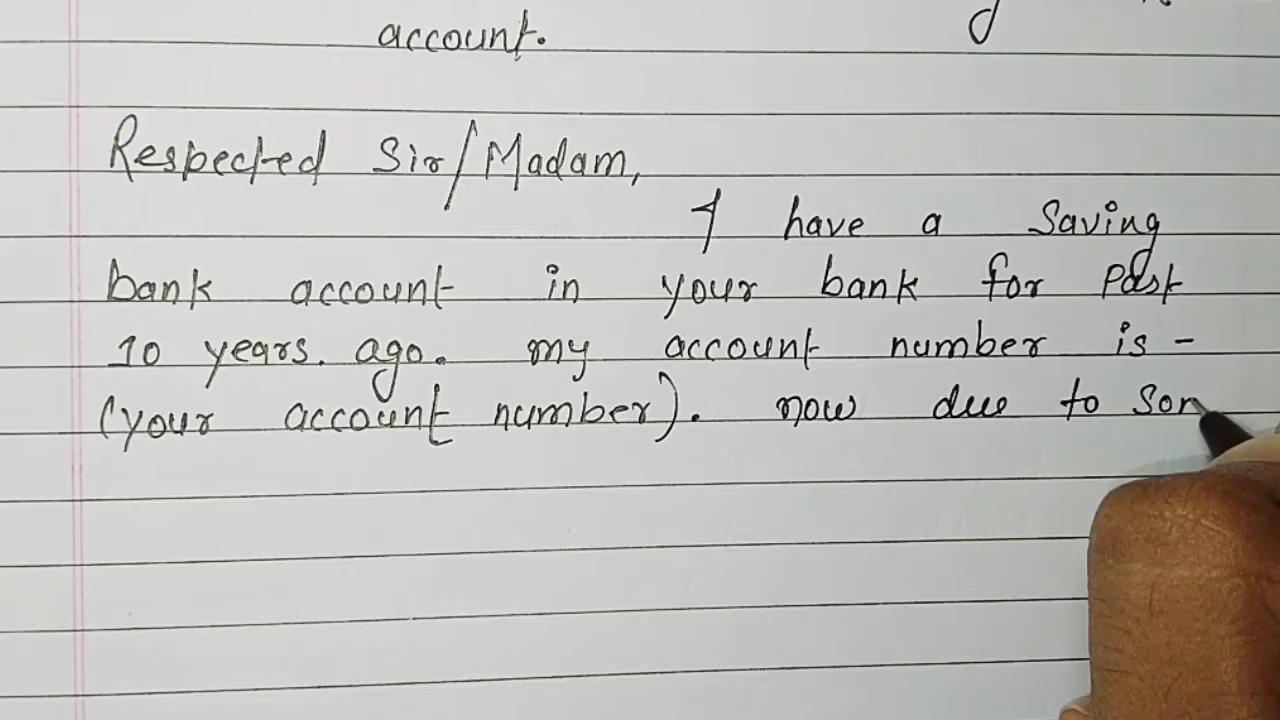 account.
Respected Sir/Madam,
I have a Saving
bank account in your bank for past
10 years. ago. my account number is -
(your account number). now due to som